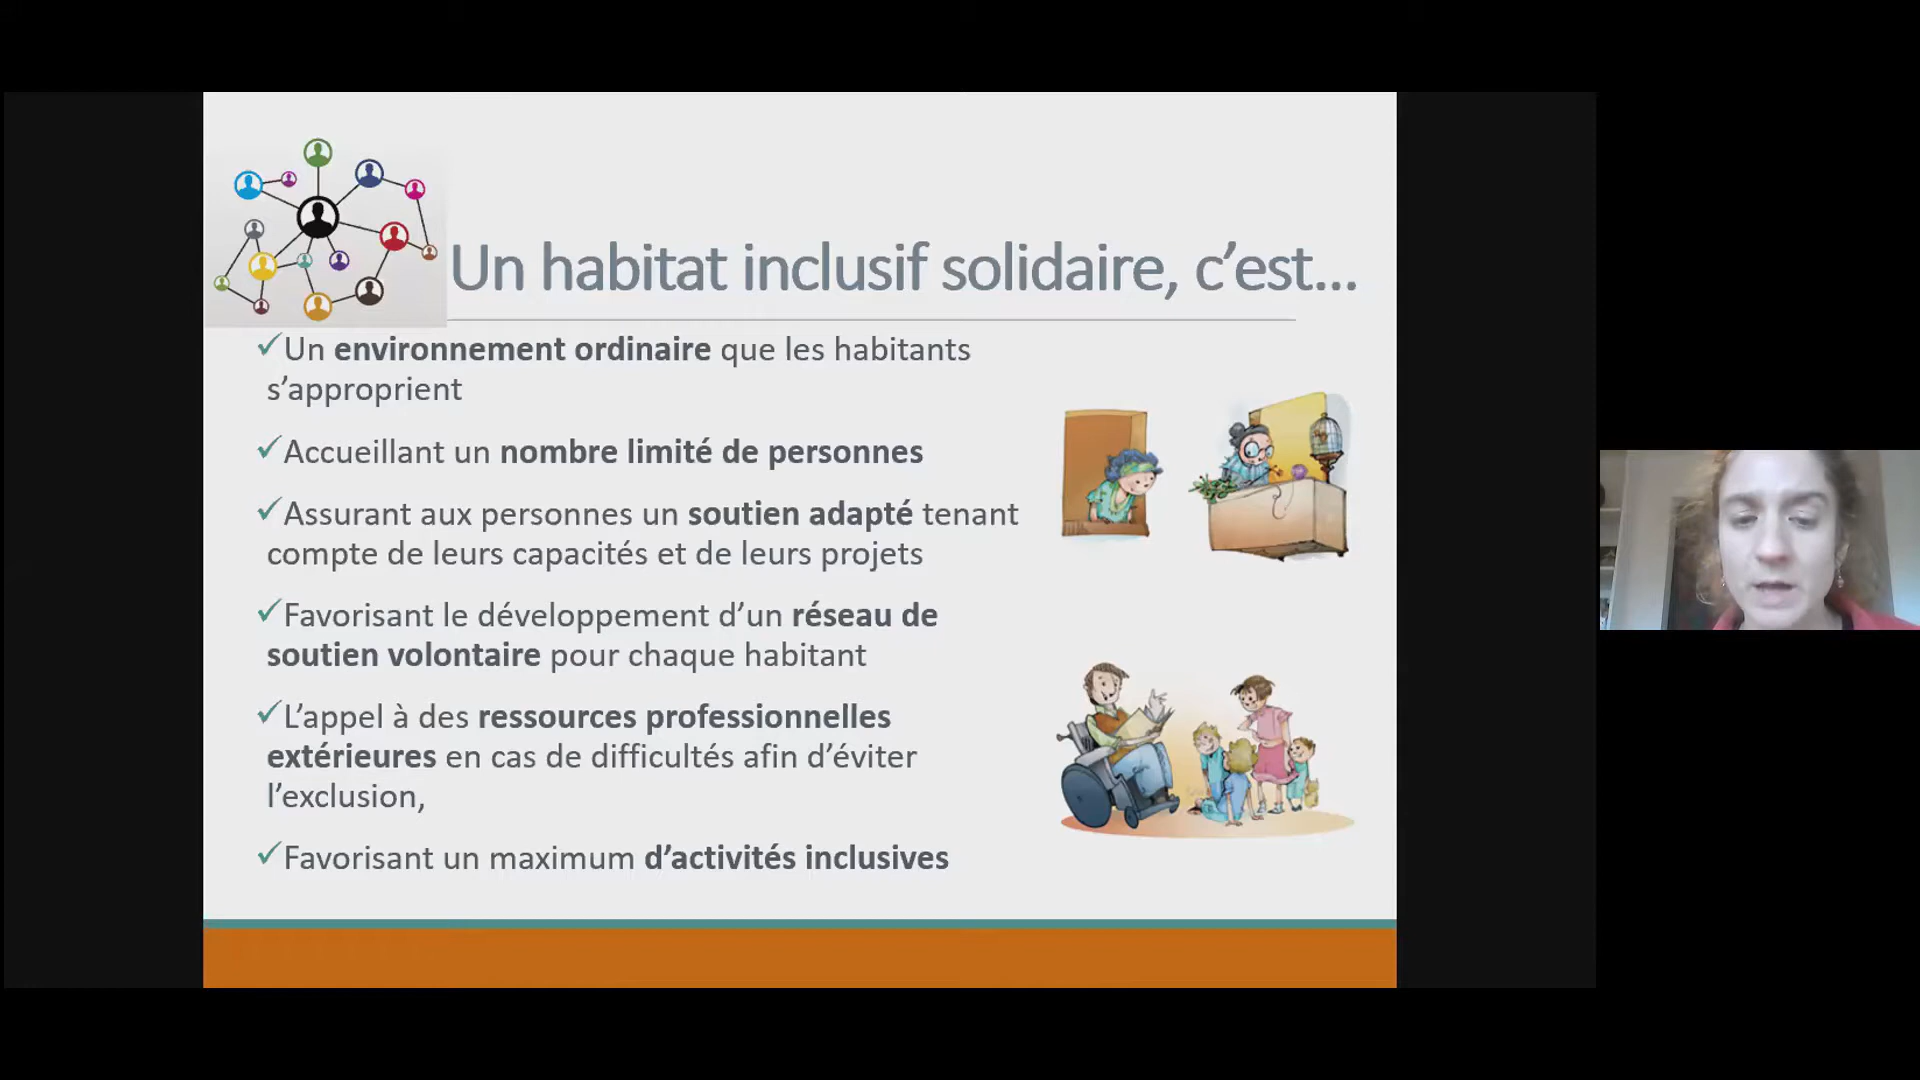 Un habitat inclusif solidaire, c’est...
✓Un environnement ordinaire que les habitants
s’approprient
✓Accueillant un nombre limité de personnes
✓Assurant aux personnes un soutien adapté tenant
compte de leurs capacités et de leurs projets
✓Favorisant le développement d’un réseau de
soutien volontaire pour chaque habitant
✓L’appel à des ressources professionnelles
extérieures en cas de difficultés afin d’éviter
l’exclusion,
✓Favorisant un maximum d’activités inclusives